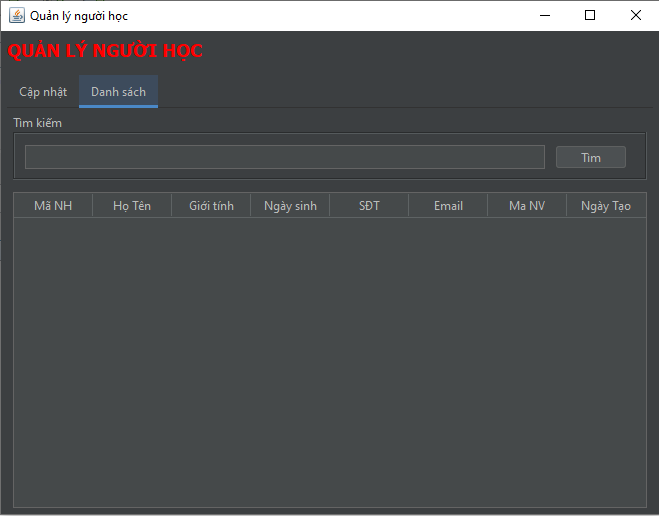 Quản lý người học
QUẢN LÝ NGƯỜI HỌC
Cập nhật Danh sách
Tìm kiếm
Tìm
Mã NH Họ Tên Giới tính Ngày sinh SĐT Email Ma NV Ngày Tạo